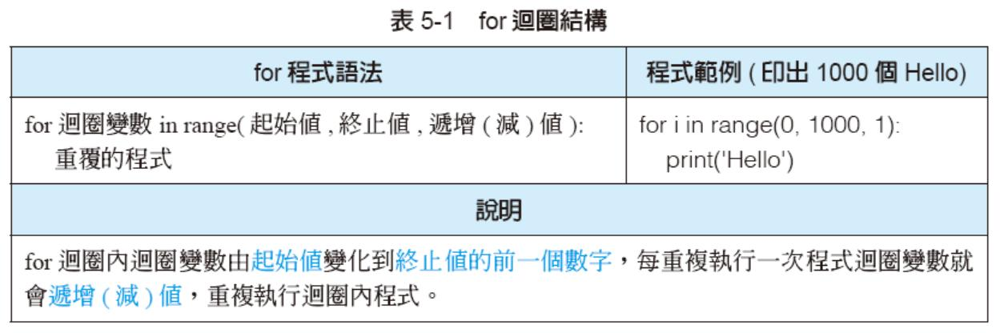 表 5-1 for 迴圈結構
for 程式語法
程式範例 ( 印出 1000 個 Hello)
for 迴圈變數 in range( 起始值 , 終止值 , 遞增 ( 減 ) 值 ):
重覆的程式
for i in range(0, 1000, 1):
print('Hello')
說明
for 迴圈內迴圈變數由起始值變化到終止值的前一個數字，每重複執行一次程式迴圈變數就
會遞增 ( 減 ) 值，重複執行迴圈內程式。